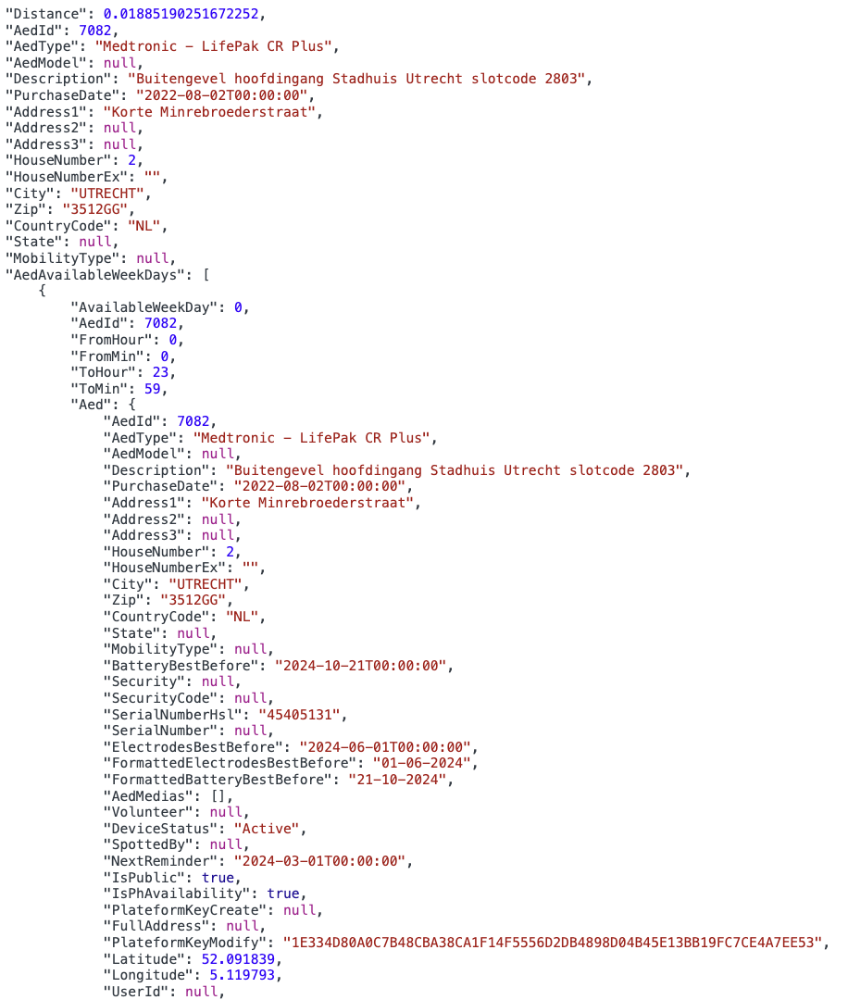 "Distance": 0.01885190251672252,
"AedId": 7082,
"AedType": "Medtronic – LifePak CR Plus",
"AedModel": null,
"Description": "Buitengevel hoofdingang Stadhuis Utrecht slotcode 2803",
"PurchaseDate": "2022-08-02T00:00:00",
"Address1": "Korte Minrebroederstraat",
"Address2": null,
"Address3": null,
"HouseNumber": 2,
"HouseNumberEx": "",
"City": "UTRECHT",
"Zip": "3512GG",
"CountryCode": "NL",
"State": null,
"MobilityType": null,
"AedAvailableWeekDays": [
{
"AvailableWeekDay": 0,
"AedId": 7082,
"FromHour": 0,
"FromMin": 0,
"ToHour": 23,
"ToMin": 59,
"Aed": {
"AedId": 7082,
"AedType": "Medtronic – LifePak CR Plus",
"AedModel": null,
"Description": "Buitengevel hoofdingang Stadhuis Utrecht slotcode 2803",
"PurchaseDate": "2022-08-02T00:00:00",
"Address1": "Korte Minrebroederstraat",
"Address2": null,
"Address3": null,
"HouseNumber": 2,
"HouseNumberEx": "",
"City": "UTRECHT",
"Zip": "3512GG",
"CountryCode": "NL",
"State": null,
"MobilityType": null,
"BatteryBestBefore": "2024-10-21T00:00:00",
"Security": null,
"SecurityCode": null,
"SerialNumberHsl": "45405131",
"SerialNumber": null,
"ElectrodesBestBefore": "2024-06-01T00:00:00",
"FormattedElectrodesBestBefore": "01-06-2024",
"FormattedBatteryBestBefore": "21-10-2024",
"AedMedias": [],
"Volunteer": null,
"DeviceStatus": "Active",
"SpottedBy": null,
"NextReminder": "2024-03-01T00:00:00",
"IsPublic": true,
"IsPhAvailability": true,
"PlateformKeyCreate": null,
"FullAddress": null,
"PlateformKeyModify": "1E334D80A0C7B48CBA38CA1F14F5556D2DB4898D04B45E13BB19FC7CE4A7EE53",
"Latitude": 52.091839,
"Longitude": 5.119793,
"UserId": null,